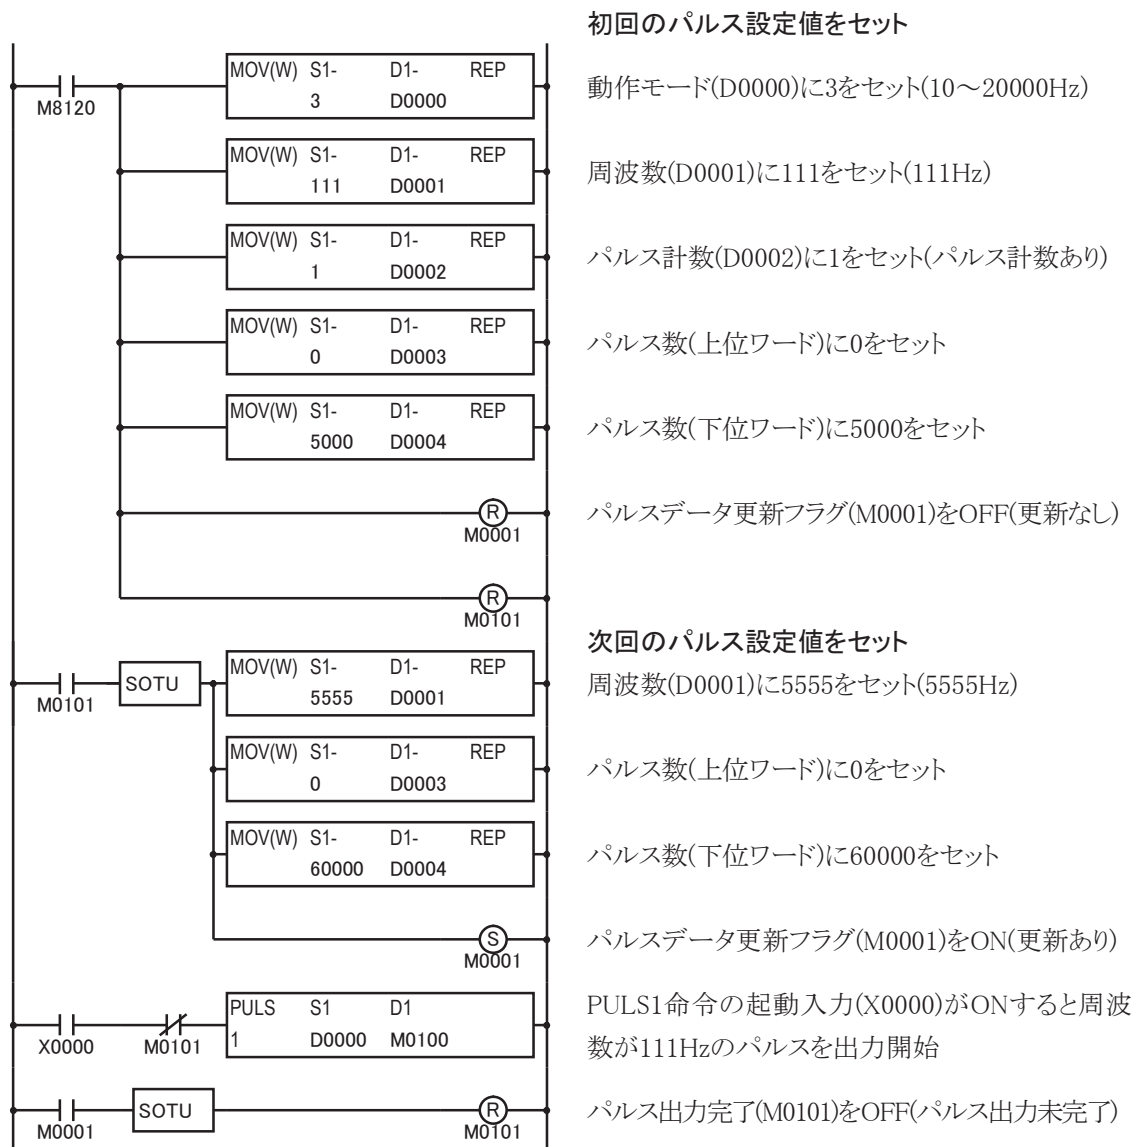 初回のパルス設定値をセット
MOV(W) S1- D1- REP
3 D0000
M8120
動作モード(D0000)に3をセット(10～20000Hz)
MOV(W) S1- D1- REP
111 D0001
周波数(D0001)に111をセット(111Hz)
MOV(W) S1- D1- REP
1 D0002
パルス計数(D0002)に1をセット(パルス計数あり)
MOV(W) S1- D1- REP
0 D0003
パルス数(上位ワード)に0をセット
MOV(W) S1- D1- REP
5000 D0004
パルス数(下位ワード)に5000をセット
R
M0001
パルスデータ更新フラグ(M0001)をOFF(更新なし)
R
M0101
次回のパルス設定値をセット
M0101
SOTU
MOV(W) S1- D1- REP
5555 D0001
周波数(D0001)に5555をセット(5555Hz)
MOV(W) S1- D1- REP
0 D0003
パルス数(上位ワード)に0をセット
MOV(W) S1- D1- REP
60000 D0004
パルス数(下位ワード)に60000をセット
S
M0001
パルスデータ更新フラグ(M0001)をON(更新あり)
X0000 M0101
PULS S1 D1
1 D0000 M0100
PULS1命令の起動入力(X0000)がONすると周波
数が111Hzのパルスを出力開始
M0001
SOTU
R
M0101
パルス出力完了(M0101)をOFF(パルス出力未完了)